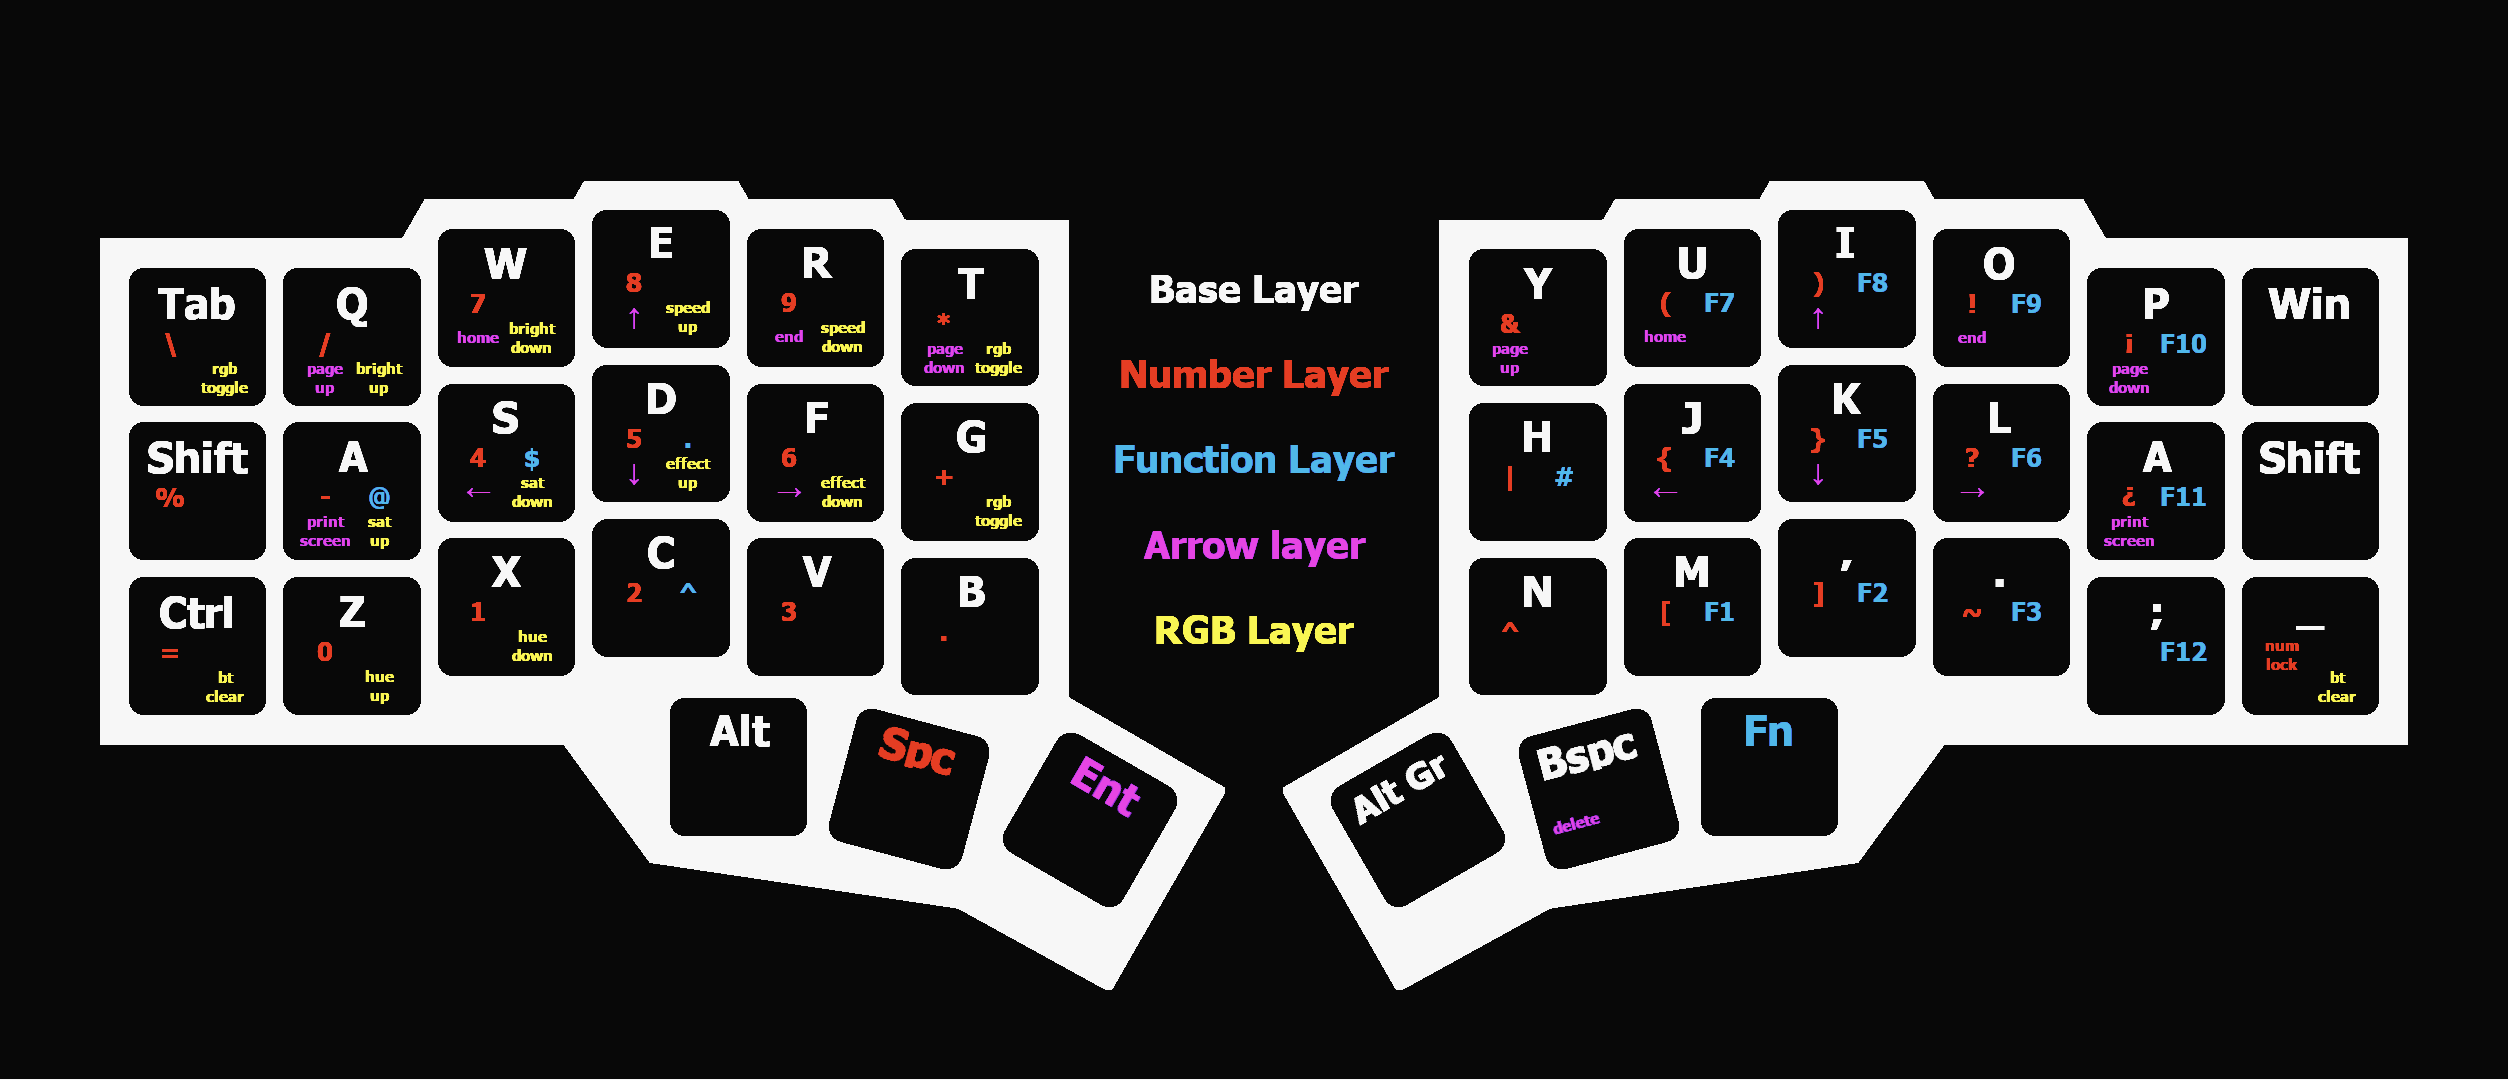 Tab
\
rgb
toggle
Q
/
page
up
bright
up
W
7
home
bright
down
E
8
↑
speed
up
R
9
end
speed
down
T
*
page
down
rgb
toggle
Shift
%
A
- @
print
screen
sat
up
S
4 $
←
sat
down
D
5 .
↓
effect
up
F
6
→
effect
down
G
+
rgb
toggle
Ctrl
=
bt
clear
Z
0
hue
up
X
1
hue
down
C
2 ^
V
3
B
.
Alt
Spc
Ent
Base Layer
Number Layer
Function Layer
Arrow layer
RGB Layer
Y
&
page
up
U
( F7
home
I
) F8
↑
O
! F9
end
P
¡ F10
page
down
Win
H
| #
J
{ F4
←
K
} F5
↓
L
? F6
→
A
¿ F11
print
screen
Shift
N
^
M
[ F1
,
] F2
.
~ F3
;
F12
_
num
lock
bt
clear
Alt Gr
Bspc
delete
Fn